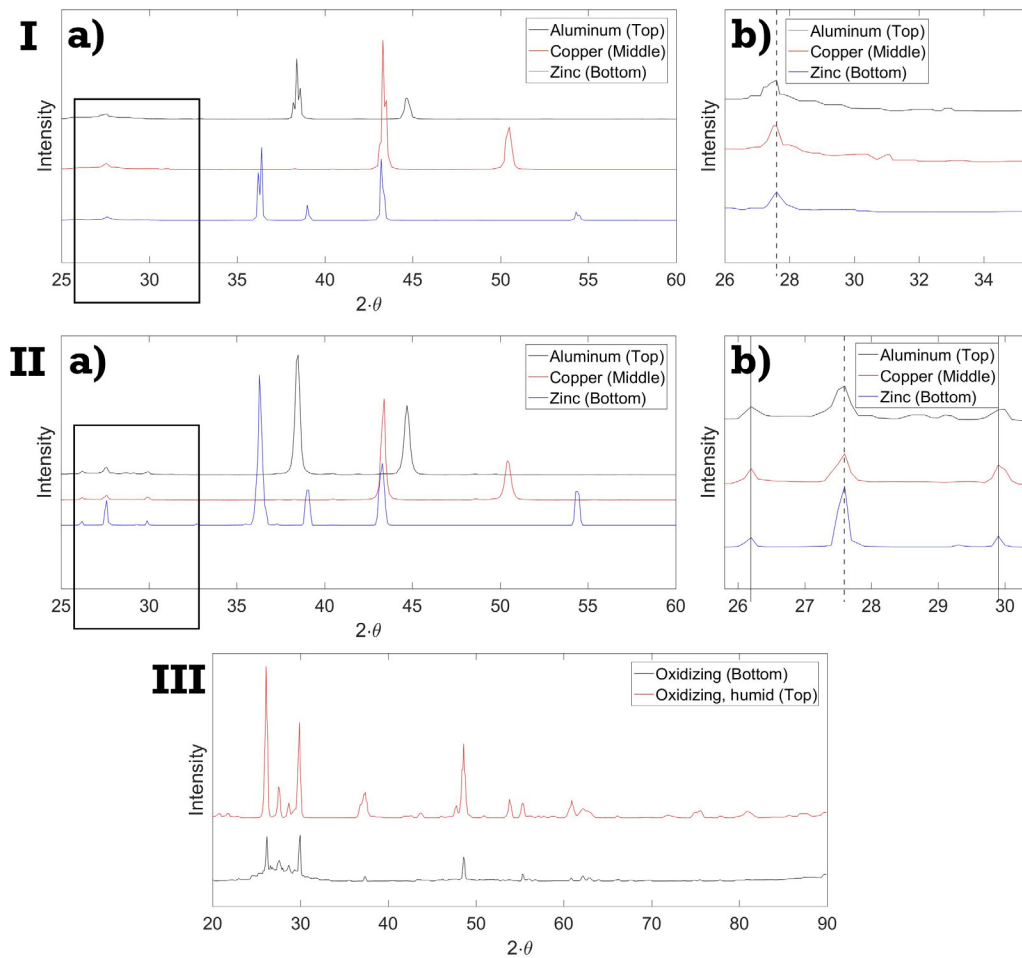 I a)
Aluminum (Top)
Copper (Middle)
Zinc (Bottom)
Intensity
25 30 35 40 45 50 55 60
2·θ
b)
Aluminum (Top)
Copper (Middle)
Zinc (Bottom)
Intensity
26 28 30 32 34
II a)
Aluminum (Top)
Copper (Middle)
Zinc (Bottom)
Intensity
25 30 35 40 45 50 55 60
2·θ
b)
Aluminum (Top)
Copper (Middle)
Zinc (Bottom)
Intensity
26 27 28 29 30
III
Oxidizing (Bottom)
Oxidizing, humid (Top)
Intensity
20 30 40 50 60 70 80 90
2·θ